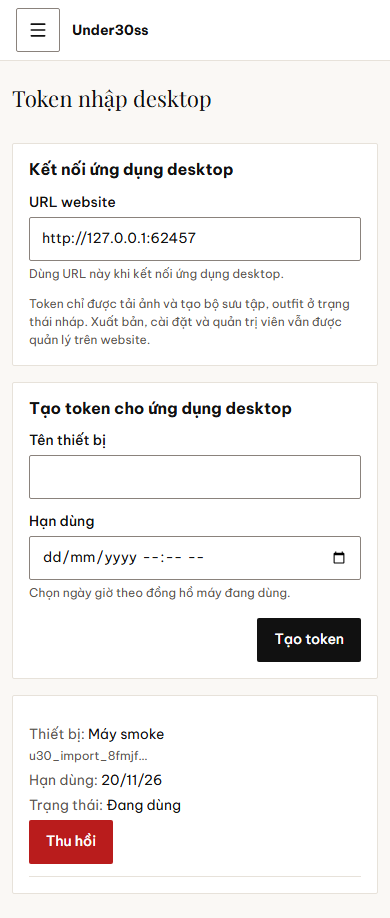 Under30ss
Token nhập desktop
Kết nối ứng dụng desktop
URL website
http://127.0.0.1:62457
Dùng URL này khi kết nối ứng dụng desktop.
Token chỉ được tải ảnh và tạo bộ sưu tập, outfit ở trạng
thái nháp. Xuất bản, cài đặt và quản trị viên vẫn được
quản lý trên website.
Tạo token cho ứng dụng desktop
Tên thiết bị
Hạn dùng
dd/mm/yyyy --:-- --
Chọn ngày giờ theo đồng hồ máy đang dùng.
Tạo token
Thiết bị: Máy smoke
u30_import_8fmjf...
Hạn dùng: 20/11/26
Trạng thái: Đang dùng
Thu hồi